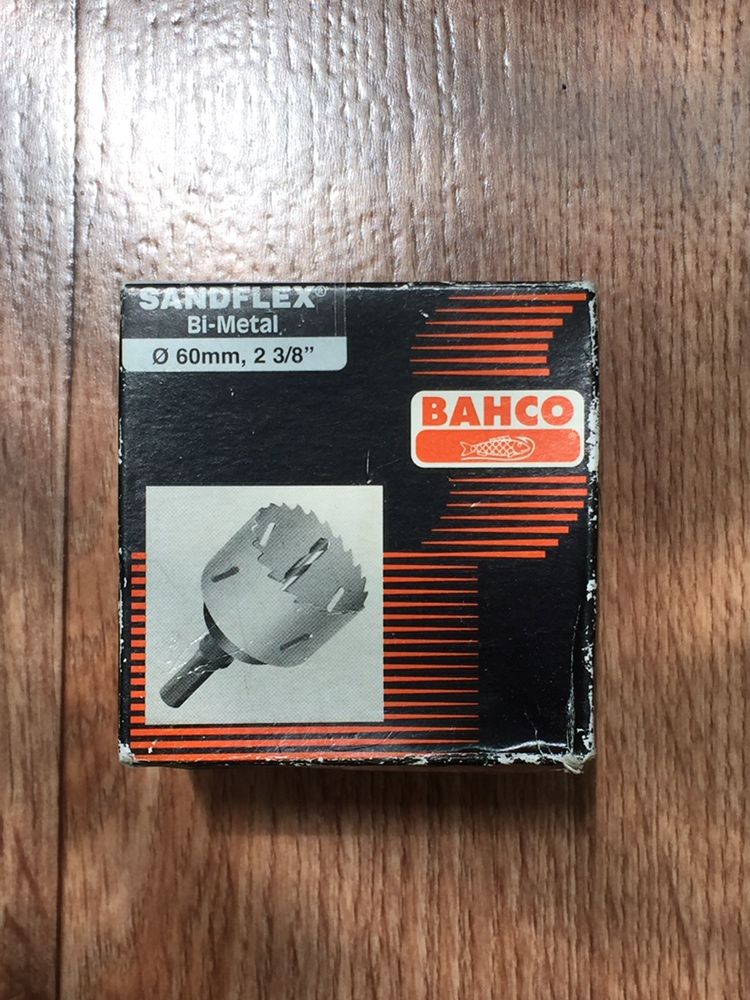 SANDFLEX®
Bi-Metal
Ø 60mm, 2 3/8”
BAHCO